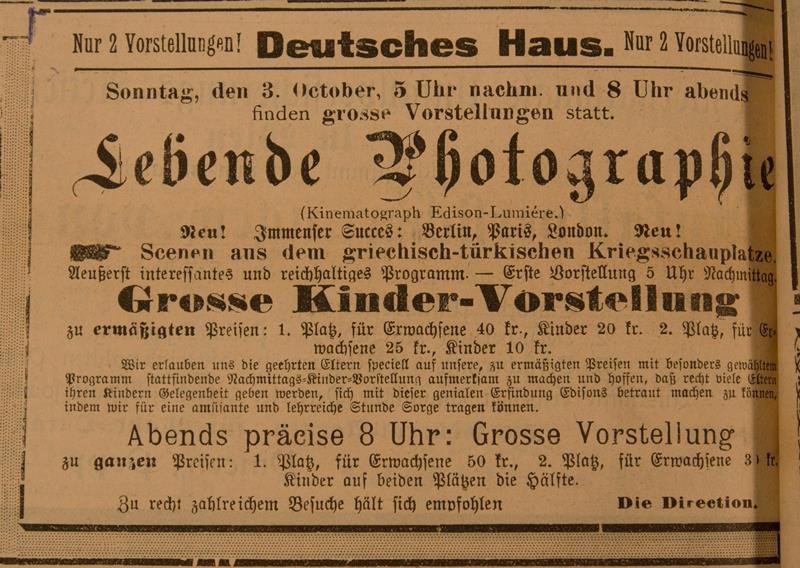 Nur 2 Vorstellungen! Deutsches Haus. Nur 2 Vorstellungen!
Sonntag, den 3. October, 5 Uhr nachm. und 8 Uhr abends
finden grosse Vorstellungen statt.
Lebende Photographie
(Kinematograph Edison-Lumiére.)
Neu! Immenser Succes: Berlin, Paris, London. Neu!
Scenen aus dem griechisch-türkischen Kriegsschauplatze.
Aeußerst interessantes und reichhaltiges Programm. — Erste Vorstellung 5 Uhr Nachmittag.
Grosse Kinder-Vorstellung
zu ermäßigten Preisen: 1. Platz, für Erwachsene 40 kr., Kinder 20 kr. 2. Platz, für Er-
wachsene 25 kr., Kinder 10 kr.
Wir erlauben uns die geehrten Eltern speciell auf unsere, zu ermäßigten Preisen mit besonders gewähltem
Programm stattfindende Nachmittags-Kinder-Vorstellung aufmerksam zu machen und hoffen, daß recht viele Eltern
ihren Kindern Gelegenheit geben werden, sich mit dieser genialen Erfindung Edisons betraut machen zu können,
indem wir für eine amüsante und lehrreiche Stunde Sorge tragen können.
Abends präcise 8 Uhr: Grosse Vorstellung
zu ganzen Preisen: 1. Platz, für Erwachsene 50 kr., 2. Platz, für Erwachsene 30 kr.
Kinder auf beiden Plätzen die Hälfte.
Zu recht zahlreichem Besuche hält sich empfohlen Die Direction.